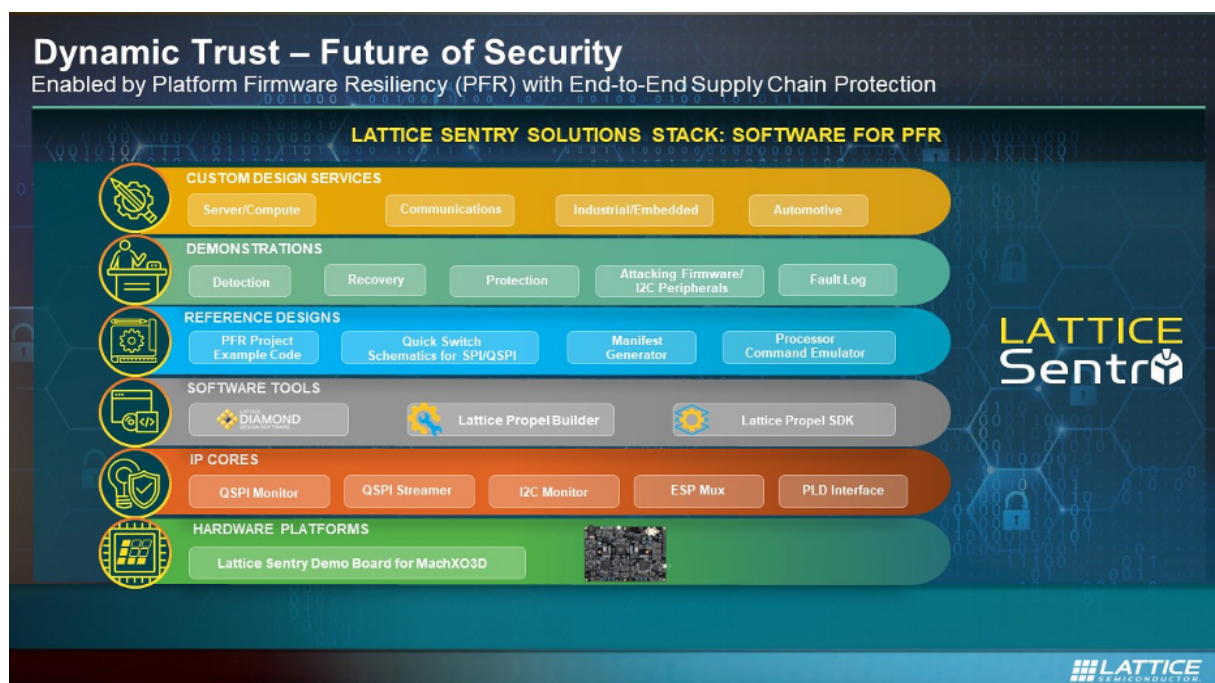 Dynamic Trust – Future of Security
Enabled by Platform Firmware Resiliency (PFR) with End-to-End Supply Chain Protection
LATTICE SENTRY SOLUTIONS STACK: SOFTWARE FOR PFR
CUSTOM DESIGN SERVICES
Server/Compute
Communications
Industrial/Embedded
Automotive
DEMONSTRATIONS
Detection
Recovery
Protection
Attacking Firmware/
I2C Peripherals
Fault Log
REFERENCE DESIGNS
PFR Project
Example Code
Quick Switch
Schematics for SPI/QSPI
Manifest
Generator
Processor
Command Emulator
SOFTWARE TOOLS
LATTICE
DIAMOND
DESIGN SOFTWARE
Lattice Propel Builder
Lattice Propel SDK
IP CORES
QSPI Monitor
QSPI Streamer
I2C Monitor
ESP Mux
PLD Interface
HARDWARE PLATFORMS
Lattice Sentry Demo Board for MachXO3D
LATTICE
Sentry
LATTICE
SEMICONDUCTOR.